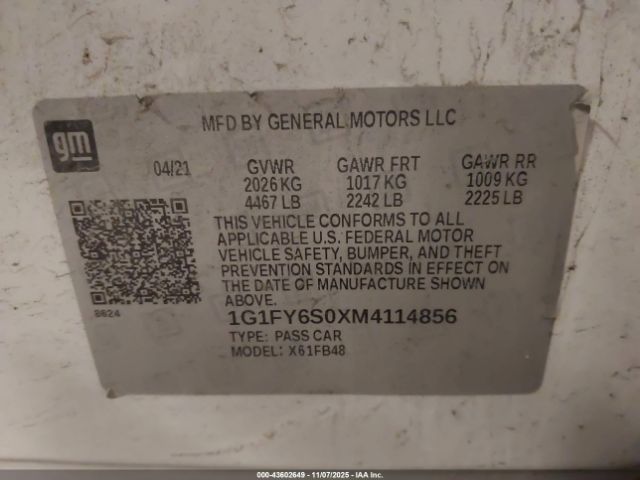 MFD BY GENERAL MOTORS LLC
gm
04/21 GVWR GAWR FRT GAWR RR
2026 KG 1017 KG 1009 KG
4467 LB 2242 LB 2225 LB
THIS VEHICLE CONFORMS TO ALL
APPLICABLE U.S. FEDERAL MOTOR
VEHICLE SAFETY, BUMPER, AND THEFT
PREVENTION STANDARDS IN EFFECT ON
THE DATE OF MANUFACTURE SHOWN
ABOVE.
8624
1G1FY6S0XM4114856
TYPE: PASS CAR
MODEL: X61FB48
000-43602649 - 11/07/2025 - IAA Inc.